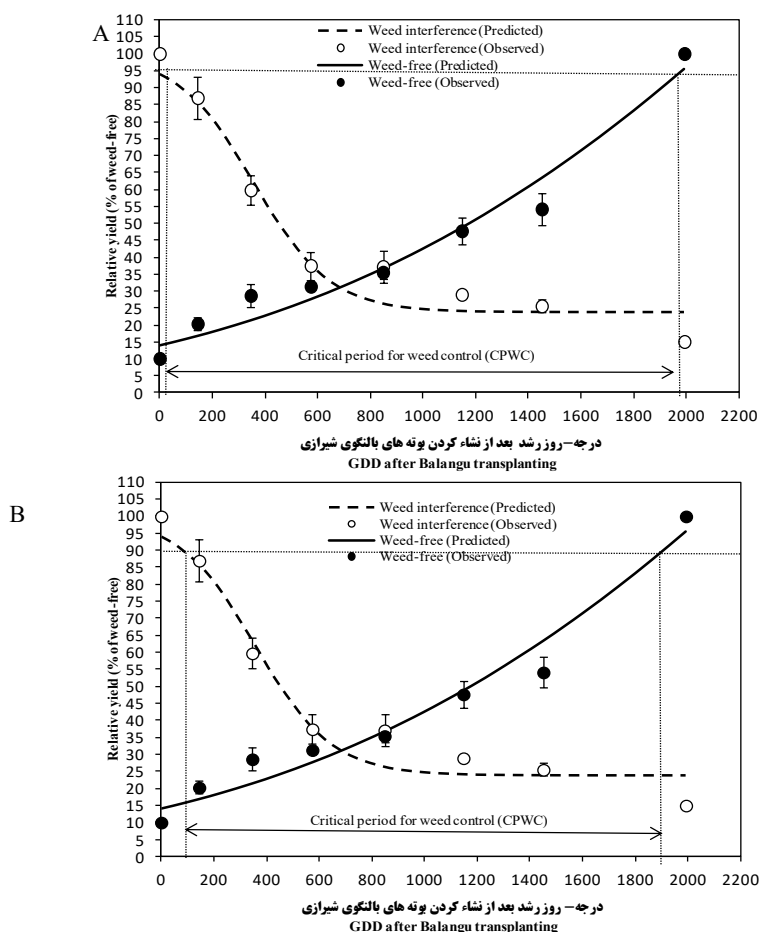 A
Weed interference (Predicted)
Weed interference (Observed)
Weed-free (Predicted)
Weed-free (Observed)
Relative yield (% of weed-free)
110
105
100
95
90
85
80
75
70
65
60
55
50
45
40
35
30
25
20
15
10
5
0
Critical period for weed control (CPWC)
0 200 400 600 800 1000 1200 1400 1600 1800 2000 2200
درجه-روز رشد بعد از نشاء کردن بوته های بالنگوی شیرازی
GDD after Balangu transplanting
B
Weed interference (Predicted)
Weed interference (Observed)
Weed-free (Predicted)
Weed-free (Observed)
Relative yield (% of weed-free)
110
105
100
95
90
85
80
75
70
65
60
55
50
45
40
35
30
25
20
15
10
5
0
Critical period for weed control (CPWC)
0 200 400 600 800 1000 1200 1400 1600 1800 2000 2200
درجه- روز رشد بعد از نشاء کردن بوته های بالنگوی شیرازی
GDD after Balangu transplanting